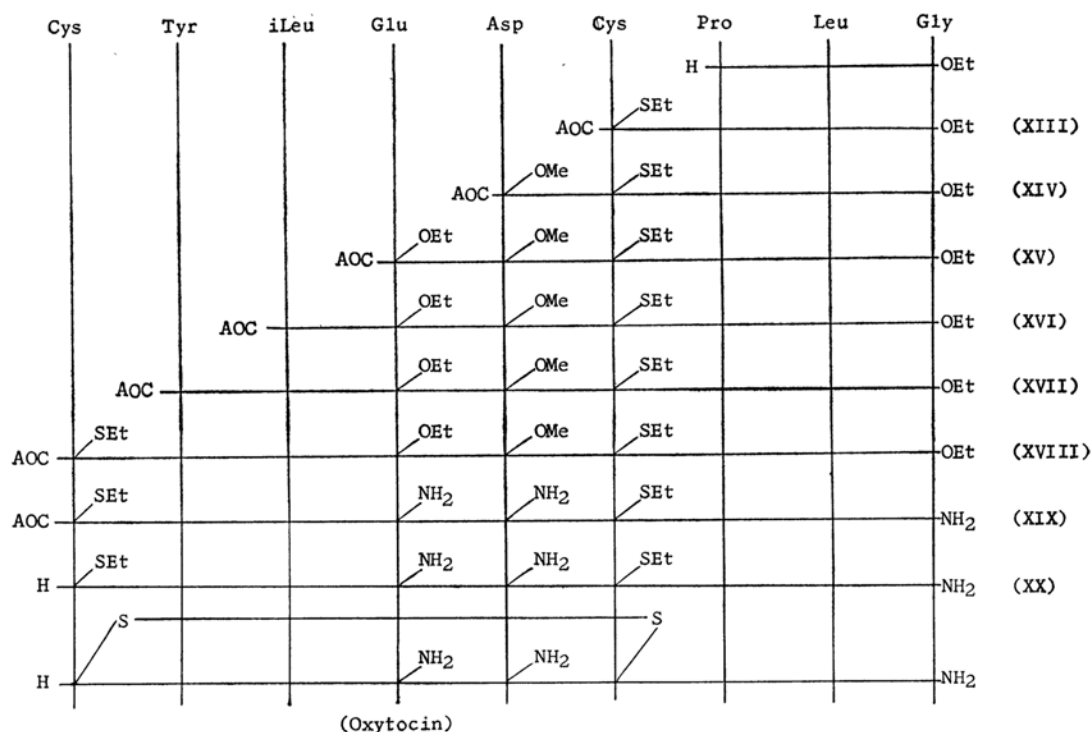 Cys Tyr iLeu Glu Asp Cys Pro Leu Gly
H OEt
SEt
AOC OEt (XIII)
OMe SEt
AOC OEt (XIV)
OEt OMe SEt
AOC OEt (XV)
OEt OMe SEt
AOC OEt (XVI)
OEt OMe SEt
AOC OEt (XVII)
SEt OEt OMe SEt
AOC OEt (XVIII)
SEt NH2 NH2 SEt
AOC NH2 (XIX)
SEt NH2 NH2 SEt
H NH2 (XX)
S S
NH2 NH2
H NH2
(Oxytocin)